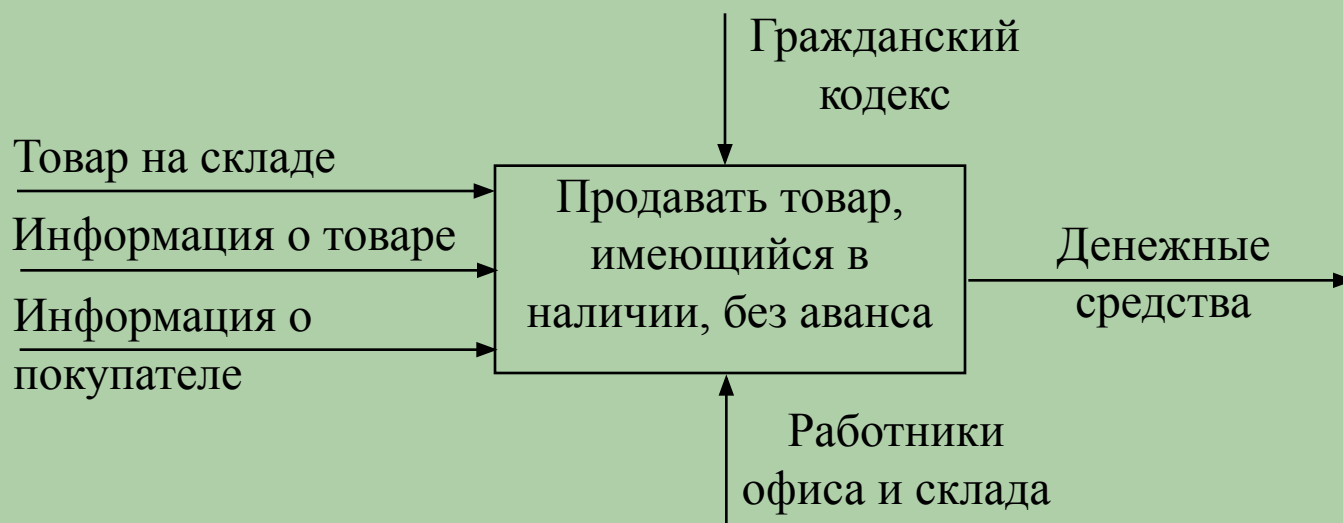 Гражданский
кодекс
Товар на складе
Информация о товаре
Информация о
покупателе
Продавать товар,
имеющийся в
наличии, без аванса
Денежные
средства
Работники
офиса и склада